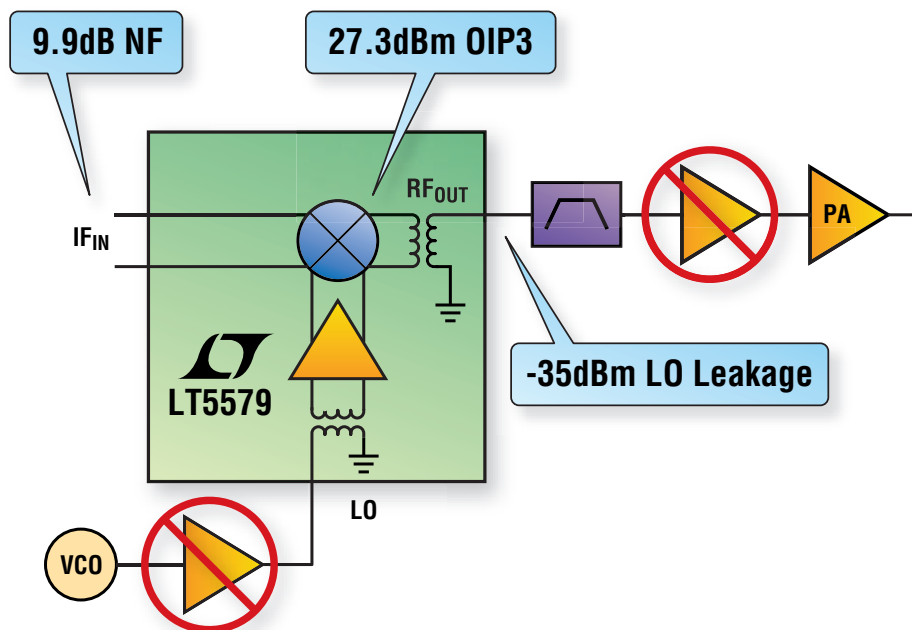 9.9dB NF
27.3dBm OIP3
RFOUT
IFIN
PA
-35dBm LO Leakage
LT5579
LO
VCO